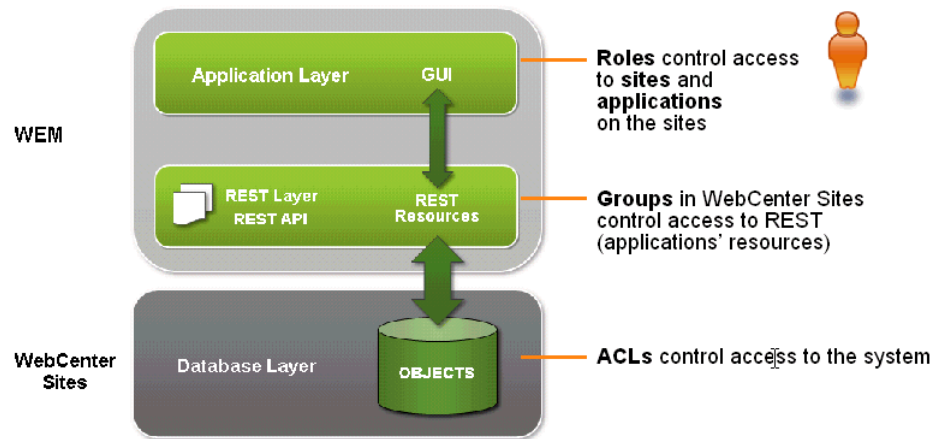 Application Layer
GUI
Roles control access
to sites and
applications
on the sites
WEM
REST Layer
REST API
REST
Resources
Groups in WebCenter Sites
control access to REST
(applications' resources)
WebCenter
Sites
Database Layer
OBJECTS
ACLs control access to the system